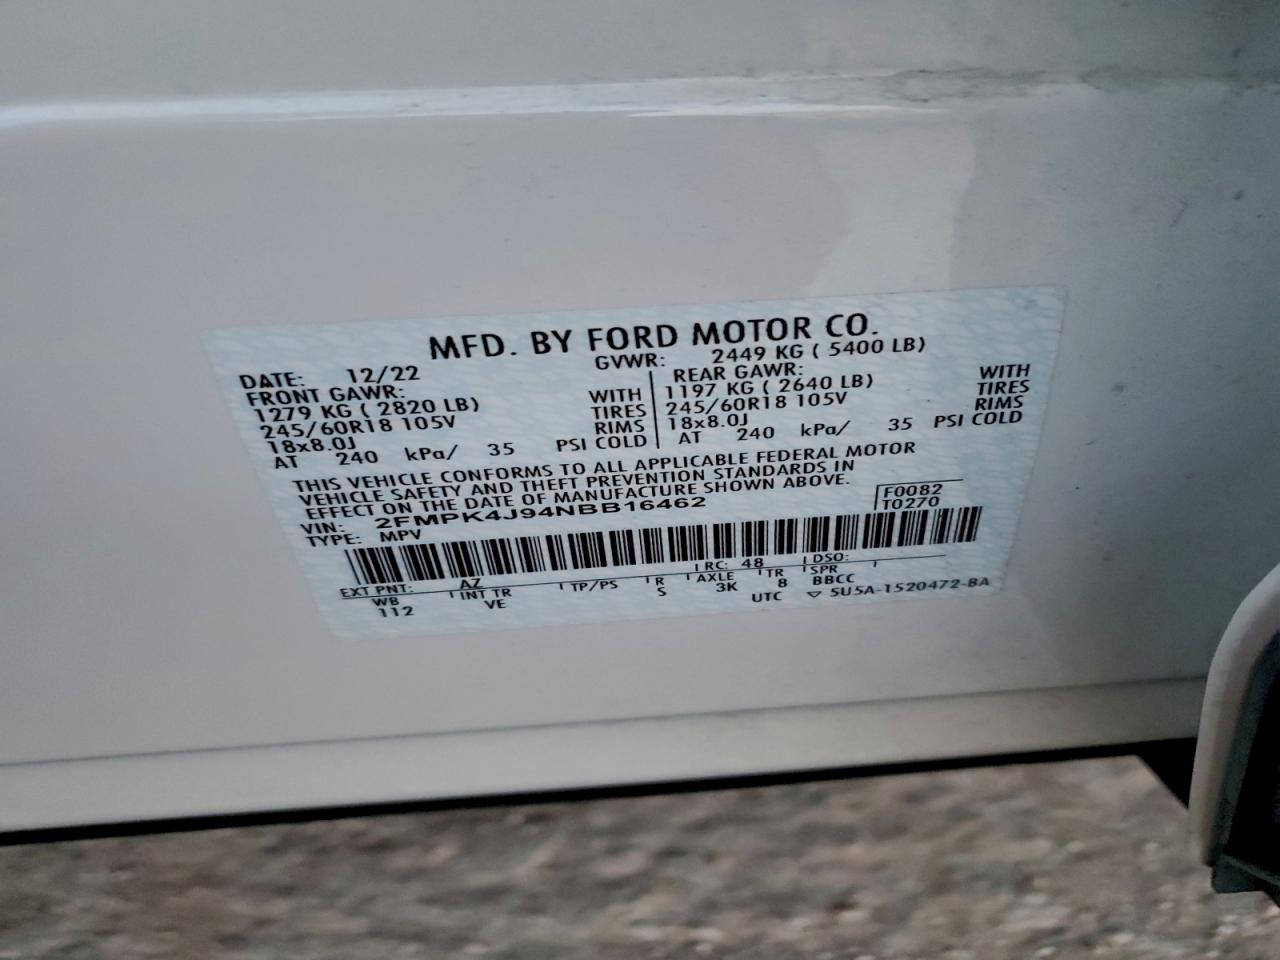 MFD. BY FORD MOTOR CO.
DATE: 12/22 GVWR: 2449 KG ( 5400 LB)
FRONT GAWR: REAR GAWR:
1279 KG ( 2820 LB) WITH 1197 KG ( 2640 LB) WITH
245/60R18 105V TIRES 245/60R18 105V TIRES
18x8.0J RIMS 18x8.0J RIMS
AT 240 kPa/ 35 PSI COLD AT 240 kPa/ 35 PSI COLD
THIS VEHICLE CONFORMS TO ALL APPLICABLE FEDERAL MOTOR
VEHICLE SAFETY AND THEFT PREVENTION STANDARDS IN
EFFECT ON THE DATE OF MANUFACTURE SHOWN ABOVE.
VIN: 2FMPK4J94NBB16462 F0082
TYPE: MPV T0270
EXT PNT: AZ RC: 48 DSO:
WB INT TR TP/PS R AXLE TR SPR
112 VE S 3K 8 BBCC
UTC ▽ 5U5A-1520472-BA